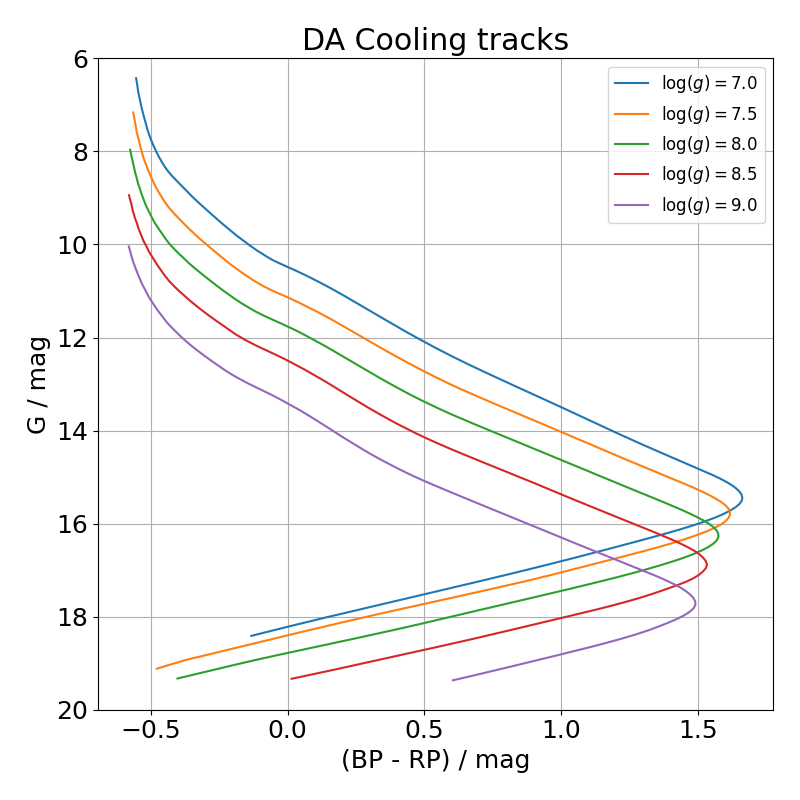 DA Cooling tracks
6
8
10
12
14
16
18
20
G / mag
−0.5 0.0 0.5 1.0 1.5
(BP - RP) / mag
log(g) = 7.0
log(g) = 7.5
log(g) = 8.0
log(g) = 8.5
log(g) = 9.0